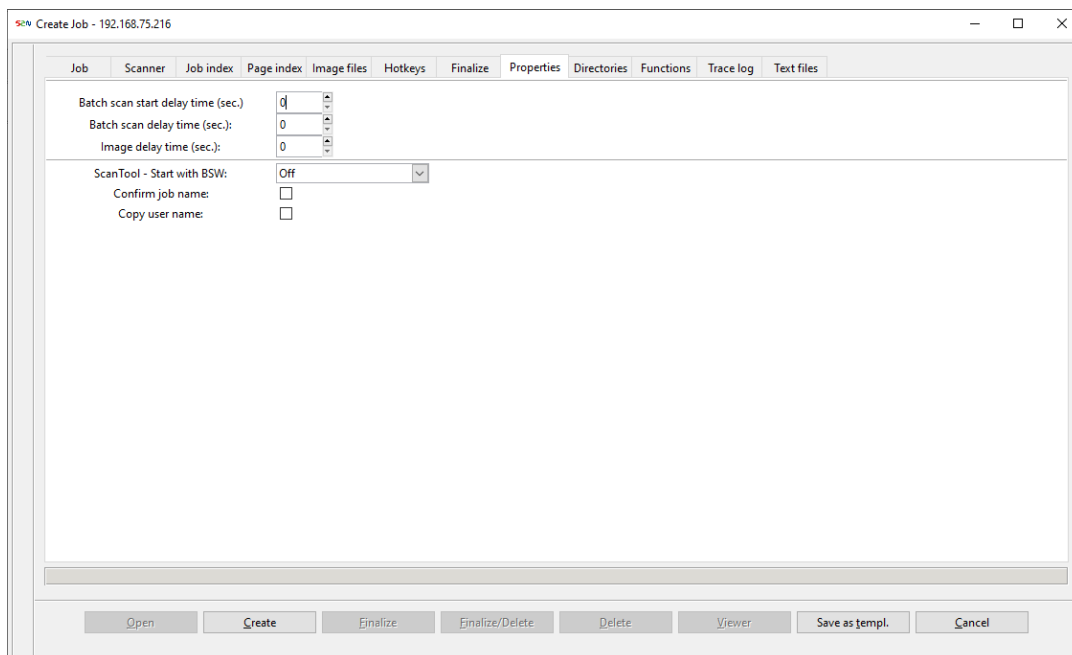 SCN Create Job - 192.168.75.216
Job Scanner Job index Page index Image files Hotkeys Finalize Properties Directories Functions Trace log Text files
Batch scan start delay time (sec.) 0
Batch scan delay time (sec.): 0
Image delay time (sec.): 0
ScanTool - Start with BSW: Off
Confirm job name:
Copy user name:
Open Create Finalize Finalize/Delete Delete Viewer Save as templ. Cancel